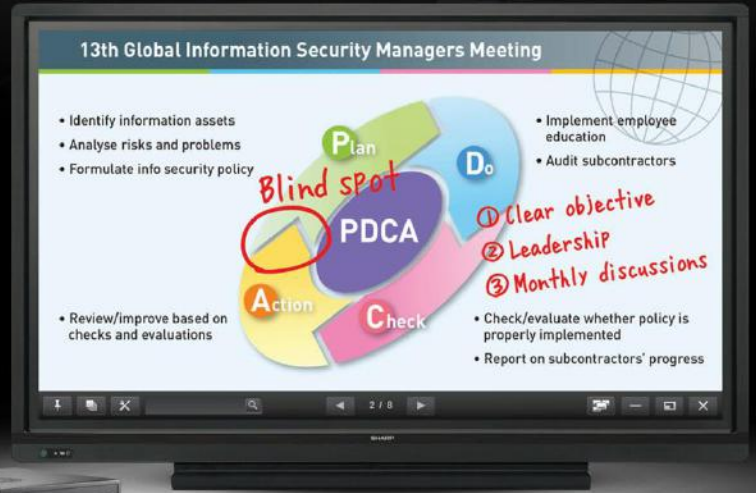 13th Global Information Security Managers Meeting
• Identify information assets
• Analyse risks and problems
• Formulate info security policy
Plan
Do
• Implement employee
education
• Audit subcontractors
Blind spot
PDCA
① Clear objective
② Leadership
③ Monthly discussions
Action
Check
• Review/improve based on
checks and evaluations
• Check/evaluate whether policy is
properly implemented
• Report on subcontractors' progress
2 / 8
SHARP